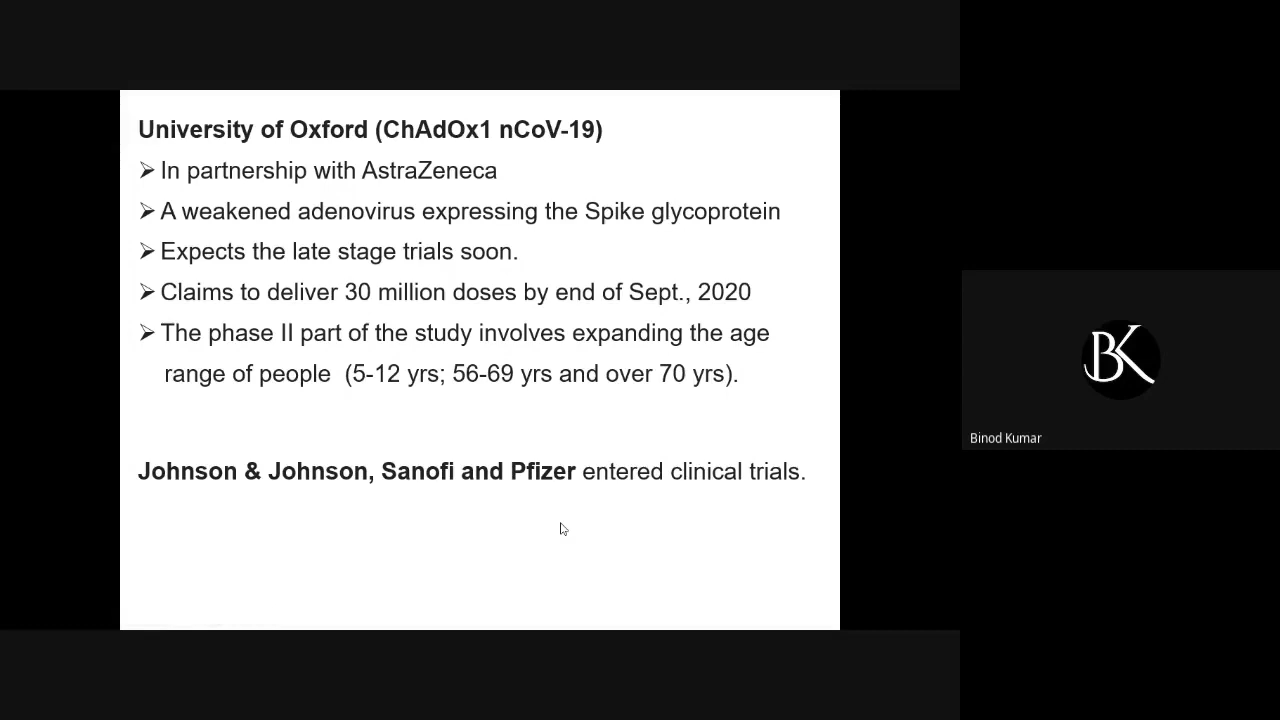 University of Oxford (ChAdOx1 nCoV-19)
➢ In partnership with AstraZeneca
➢ A weakened adenovirus expressing the Spike glycoprotein
➢ Expects the late stage trials soon.
➢ Claims to deliver 30 million doses by end of Sept., 2020
➢ The phase II part of the study involves expanding the age
range of people (5-12 yrs; 56-69 yrs and over 70 yrs).
Johnson & Johnson, Sanofi and Pfizer entered clinical trials.
BK
Binod Kumar